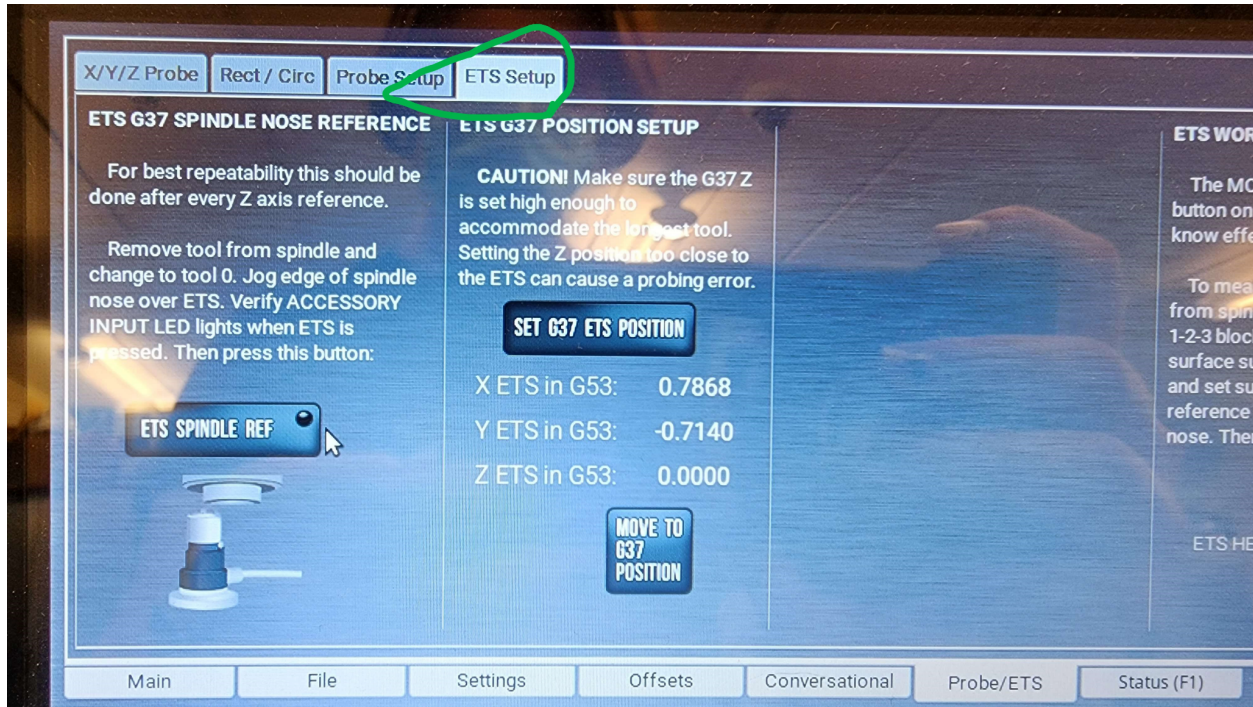 X/Y/Z Probe
Rect / Circ
Probe Setup
ETS Setup
ETS G37 SPINDLE NOSE REFERENCE
For best repeatability this should be
done after every Z axis reference.
Remove tool from spindle and
change to tool 0. Jog edge of spindle
nose over ETS. Verify ACCESSORY
INPUT LED lights when ETS is
pressed. Then press this button:
ETS SPINDLE REF
ETS G37 POSITION SETUP
CAUTION! Make sure the G37 Z
is set high enough to
accommodate the longest tool.
Setting the Z position too close to
the ETS can cause a probing error.
SET G37 ETS POSITION
X ETS in G53: 0.7868
Y ETS in G53: -0.7140
Z ETS in G53: 0.0000
MOVE TO
G37
POSITION
ETS WOR
The MO
button on
know effe
To mea
from spin
1-2-3 bloc
surface su
and set su
reference
nose. The
ETS HE
Main
File
Settings
Offsets
Conversational
Probe/ETS
Status (F1)